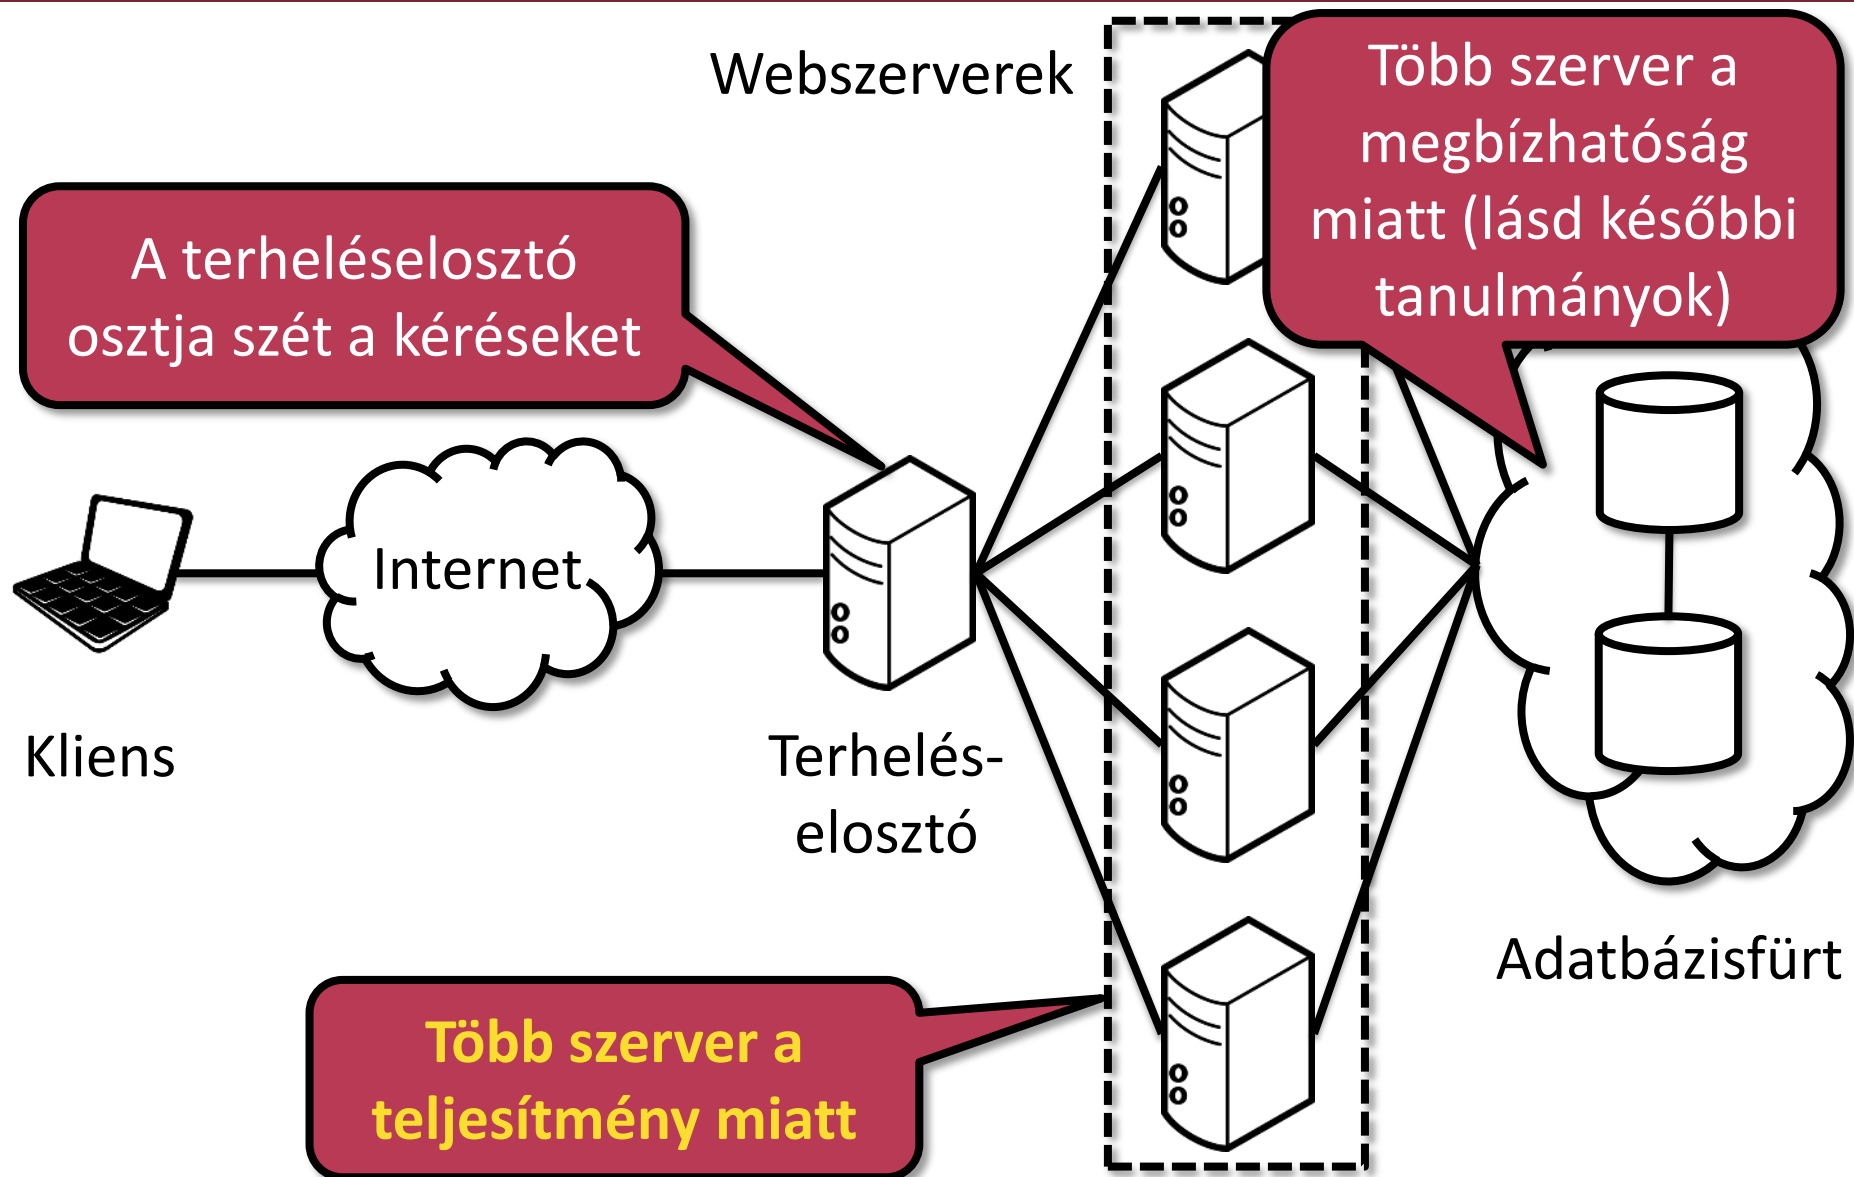 Webszerverek
Több szerver a
megbízhatóság
miatt (lásd későbbi
tanulmányok)
A terheléselosztó
osztja szét a kéréseket
Internet
Kliens
Terhelés-
elosztó
Adatbázisfürt
Több szerver a
teljesítmény miatt